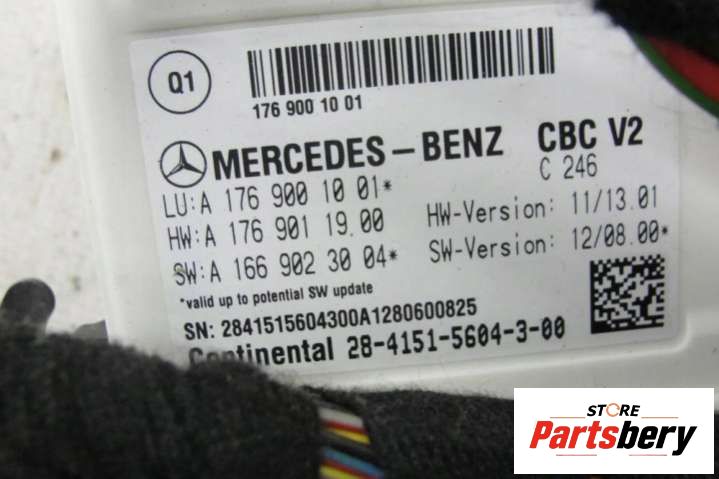 Q1
176 900 10 01
MERCEDES-BENZ CBC V2
C 246
LU:A 176 900 10 01*
HW:A 176 901 19 00
HW-Version: 11/13.01
SW:A 166 902 30 04*
SW-Version: 12/08.00*
*valid up to potential SW update
SN: 2841515604300A1280600825
Continental 28-4151-5604-3-00
STORE
Partsbery